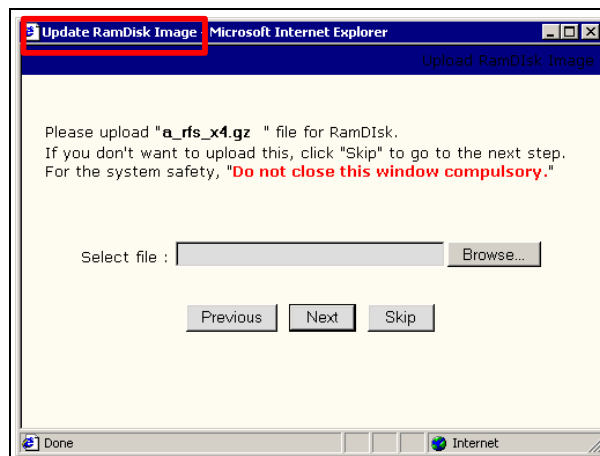 Update RamDisk Image - Microsoft Internet Explorer
Upload RamDIsk Image
Please upload "a_rfs_x4.gz " file for RamDIsk.
If you don't want to upload this, click "Skip" to go to the next step.
For the system safety, "Do not close this window compulsory."
Select file : Browse...
Previous Next Skip
Done Internet